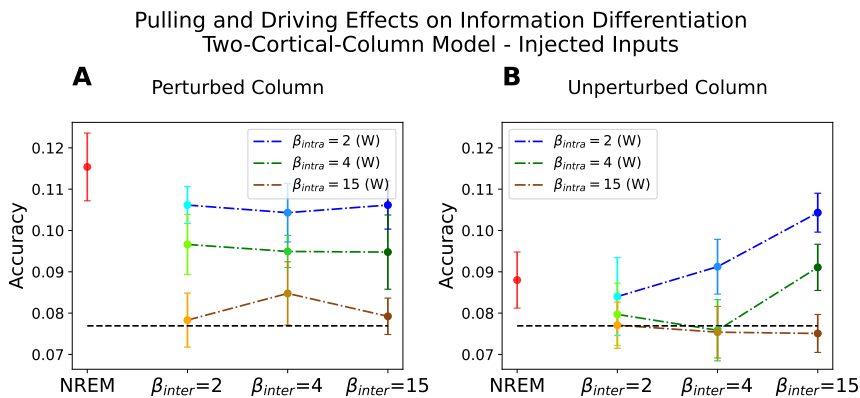 Pulling and Driving Effects on Information Differentiation
Two-Cortical-Column Model - Injected Inputs
A
Perturbed Column
Accuracy
0.12
0.11
0.10
0.09
0.08
0.07
β_intra = 2 (W)
β_intra = 4 (W)
β_intra = 15 (W)
NREM
β_inter=2
β_inter=4
β_inter=15
B
Unperturbed Column
Accuracy
0.12
0.11
0.10
0.09
0.08
0.07
β_intra = 2 (W)
β_intra = 4 (W)
β_intra = 15 (W)
NREM
β_inter=2
β_inter=4
β_inter=15